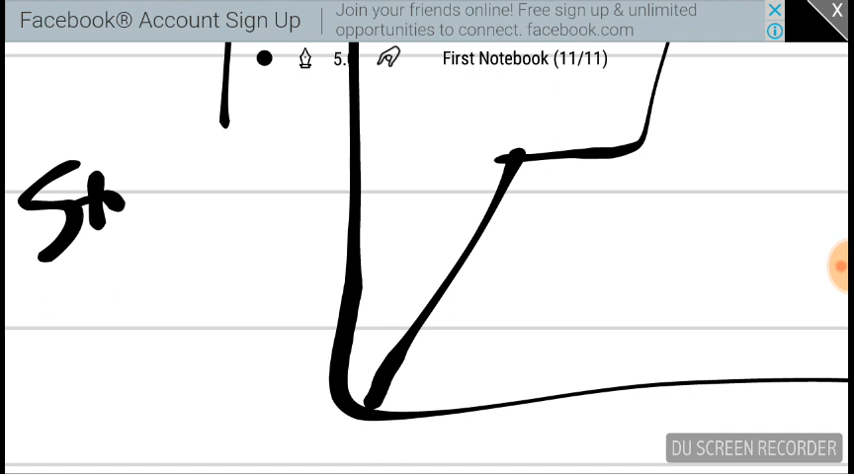 Facebook® Account Sign Up
Join your friends online! Free sign up & unlimited
opportunities to connect. facebook.com
X
First Notebook (11/11)
DU SCREEN RECORDER